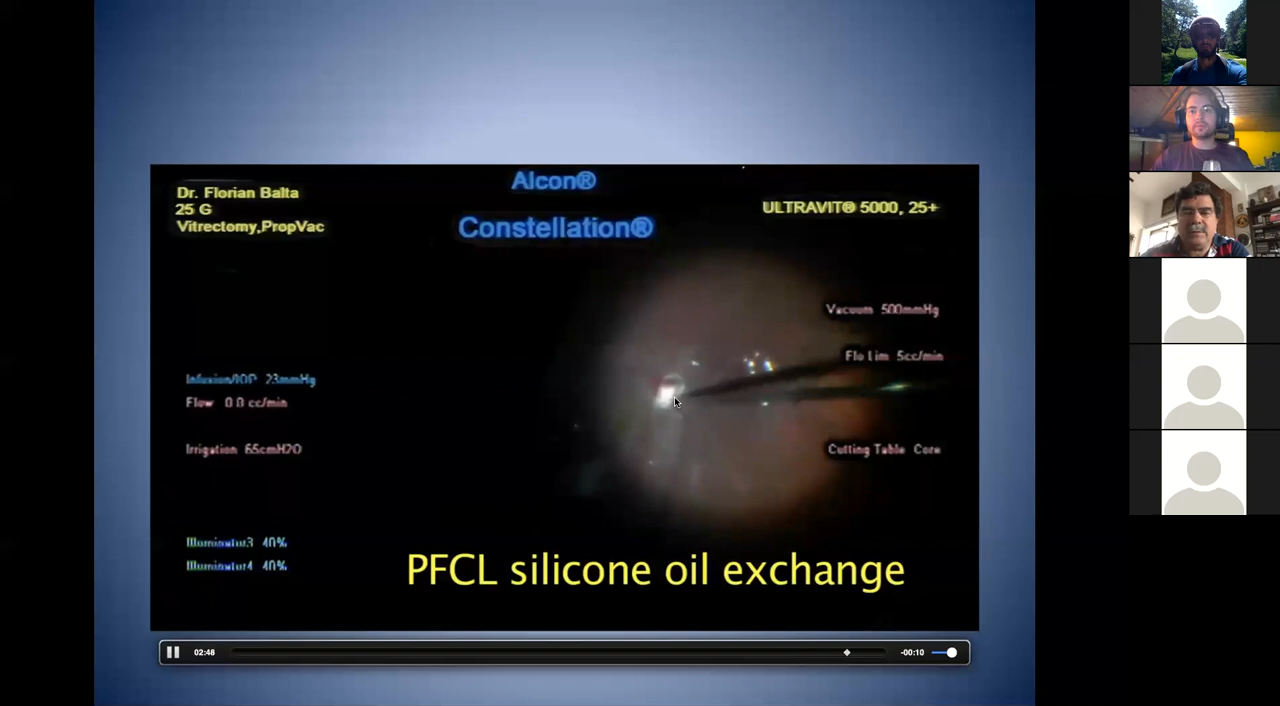 Dr. Florian Balta
25 G
Vitrectomy,PropVac
Alcon®
Constellation®
ULTRAVIT® 5000, 25+
Vacuum 500mmHg
Flo Lim 5cc/min
Infusion/IOP 23mmHg
Flow 0.0 cc/min
Irrigation 65cmH2O
Cutting Table Core
Illuminator3 40%
Illuminator4 40%
PFCL silicone oil exchange
02:48
-00:10